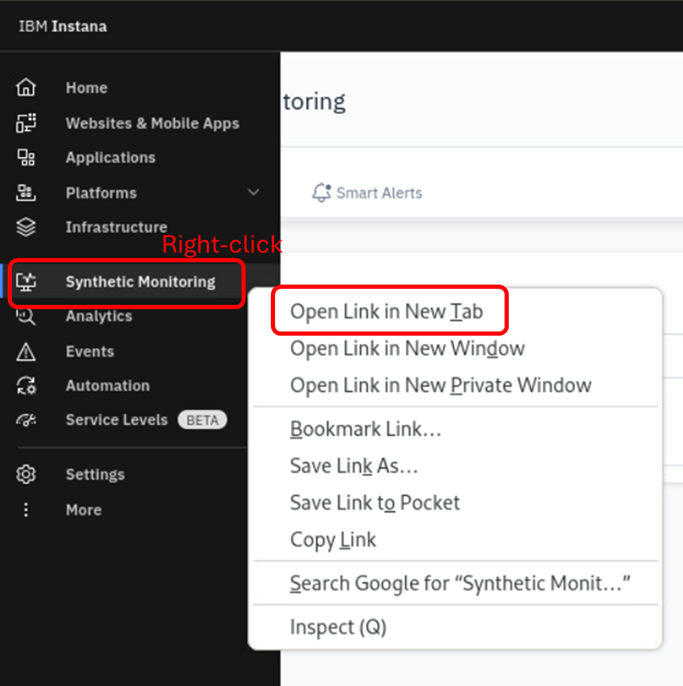 IBM Instana
Home
Websites & Mobile Apps
Applications
Platforms
Infrastructure
Synthetic Monitoring
Analytics
Events
Automation
Service Levels BETA
Settings
More
toring
Smart Alerts
Right-click
Open Link in New Tab
Open Link in New Window
Open Link in New Private Window
Bookmark Link…
Save Link As…
Save Link to Pocket
Copy Link
Search Google for “Synthetic Monit…”
Inspect (Q)